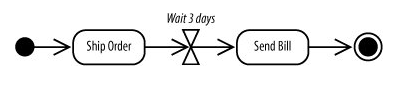 Wait 3 days
Ship Order
Send Bill